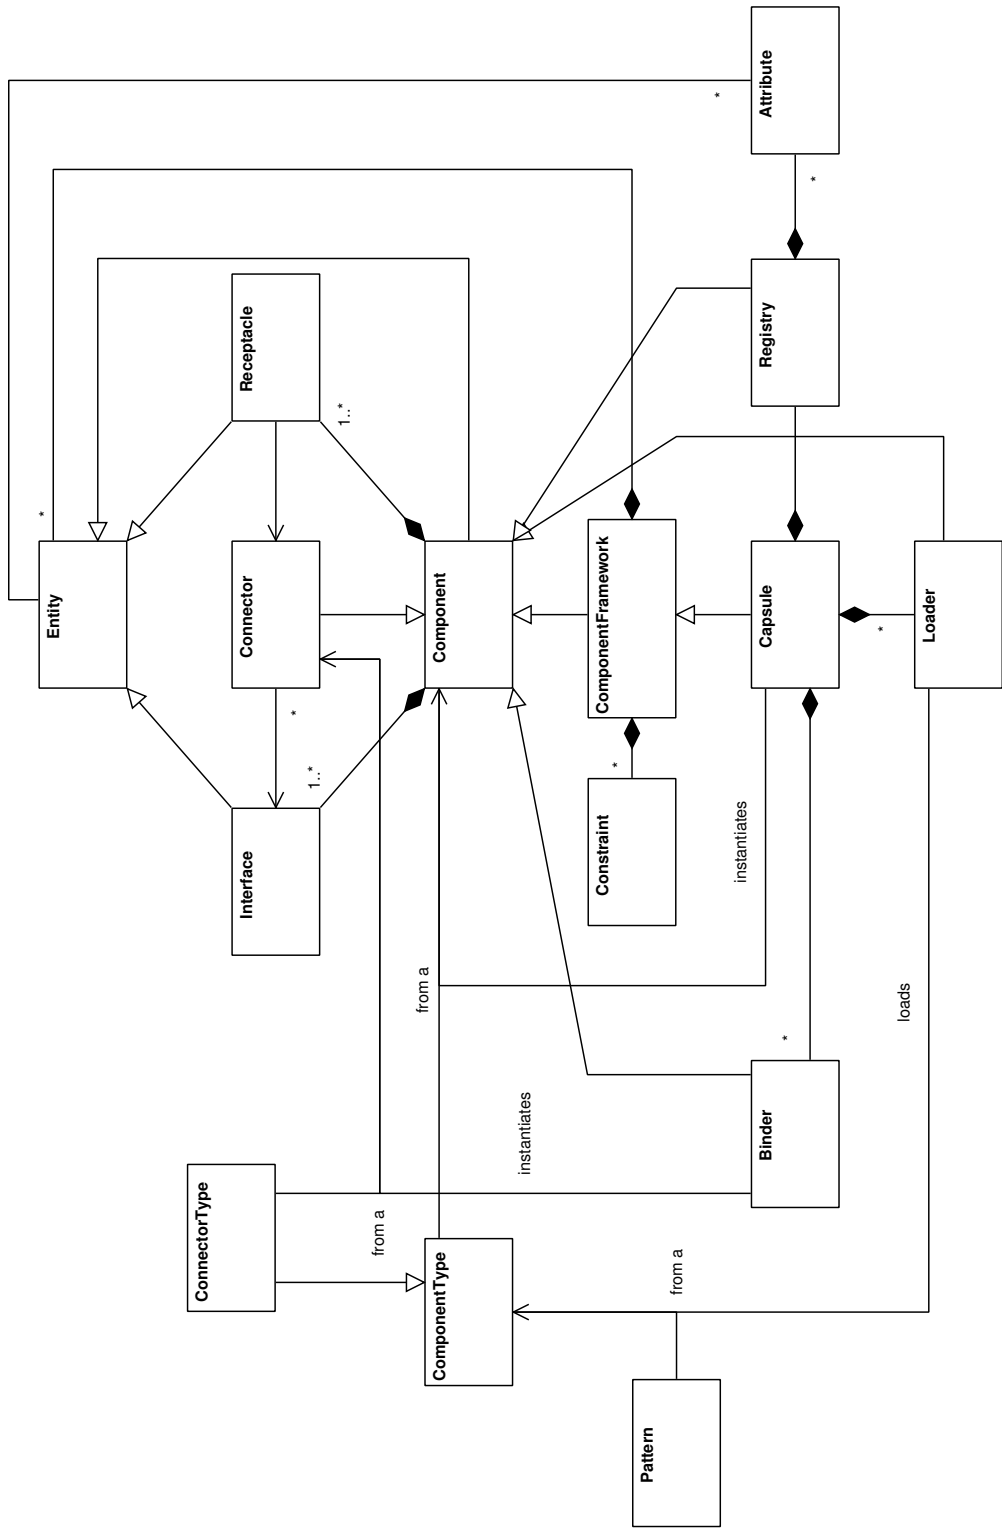 *
Entity
ConnectorType
Interface
Connector
Receptacle
*
1..*
1..*
from a
from a
ComponentType
Component
instantiates
Constraint
ComponentFramework
*
Pattern
from a
*
instantiates
Binder
Capsule
Registry
Attribute
*
*
*
loads
Loader